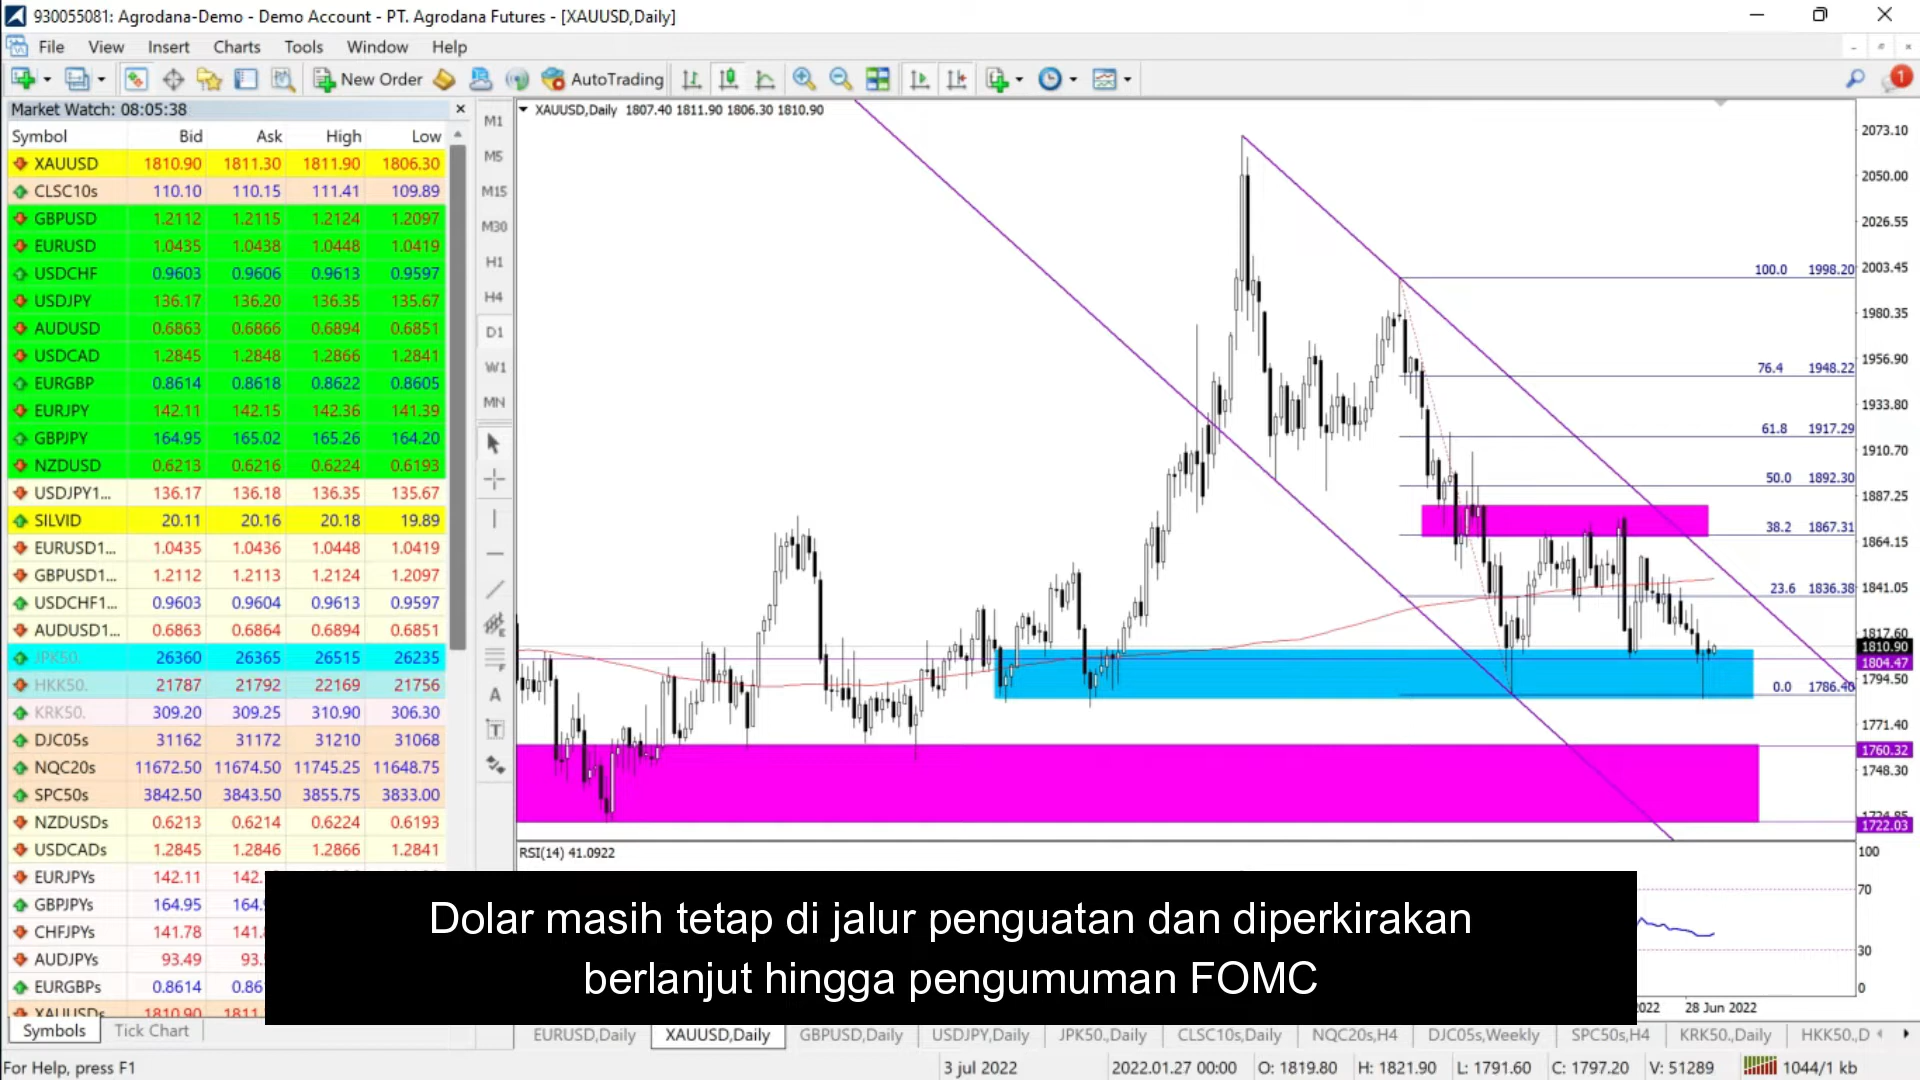 930055081: Agrodana-Demo - Demo Account - PT. Agrodana Futures - [XAUUSD,Daily]
File View Insert Charts Tools Window Help
New Order AutoTrading 1
Market Watch: 08:05:38
Symbol Bid Ask High Low
XAUUSD 1810.90 1811.30 1811.90 1806.30
CLSC10s 110.10 110.15 111.41 109.89
GBPUSD 1.2112 1.2115 1.2124 1.2097
EURUSD 1.0435 1.0438 1.0448 1.0419
USDCHF 0.9603 0.9606 0.9613 0.9597
USDJPY 136.17 136.20 136.35 135.67
AUDUSD 0.6863 0.6866 0.6894 0.6851
USDCAD 1.2845 1.2848 1.2866 1.2841
EURGBP 0.8614 0.8618 0.8622 0.8605
EURJPY 142.11 142.15 142.36 141.39
GBPJPY 164.95 165.02 165.26 164.20
NZDUSD 0.6213 0.6216 0.6224 0.6193
USDJPY1... 136.17 136.18 136.35 135.67
SILVID 20.11 20.16 20.18 19.89
EURUSD1... 1.0435 1.0436 1.0448 1.0419
GBPUSD1... 1.2112 1.2113 1.2124 1.2097
USDCHF1... 0.9603 0.9604 0.9613 0.9597
AUDUSD1... 0.6863 0.6864 0.6894 0.6851
JPK50. 26360 26365 26515 26235
HKK50. 21787 21792 22169 21756
KRK50. 309.20 309.25 310.90 306.30
DJC05s 31162 31172 31210 31068
NQC20s 11672.50 11674.50 11745.25 11648.75
SPC50s 3842.50 3843.50 3855.75 3833.00
NZDUSDs 0.6213 0.6214 0.6224 0.6193
USDCADs 1.2845 1.2846 1.2866 1.2841
EURJPYs 142.11 142.
GBPJPYs 164.95 164.
CHFJPYs 141.78 141.
AUDJPYs 93.49 93.
EURGBPs 0.8614 0.86
XAUUSDs 1810.90 1811.
Symbols Tick Chart
M1
M5
M15
M30
H1
H4
D1
W1
MN
A
T
XAUUSD,Daily 1807.40 1811.90 1806.30 1810.90
100.0 1998.20
76.4 1948.22
61.8 1917.29
50.0 1892.30
38.2 1867.31
23.6 1836.38
0.0 1786.40
2073.10
2050.00
2026.55
2003.45
1980.35
1956.90
1933.80
1910.70
1887.25
1864.15
1841.05
1817.60
1810.90
1804.47
1794.50
1771.40
1760.32
1748.30
1722.03
RSI(14) 41.0922
100
70
30
0
2022 28 Jun 2022
Dolar masih tetap di jalur penguatan dan diperkirakan
berlanjut hingga pengumuman FOMC
EURUSD,Daily XAUUSD,Daily GBPUSD,Daily USDJPY,Daily JPK50.,Daily CLSC10s,Daily NQC20s,H4 DJC05s,Weekly SPC50s,H4 KRK50.,Daily HKK50.,D
For Help, press F1 3 jul 2022 2022.01.27 00:00 O: 1819.80 H: 1821.90 L: 1791.60 C: 1797.20 V: 51289 1044/1 kb